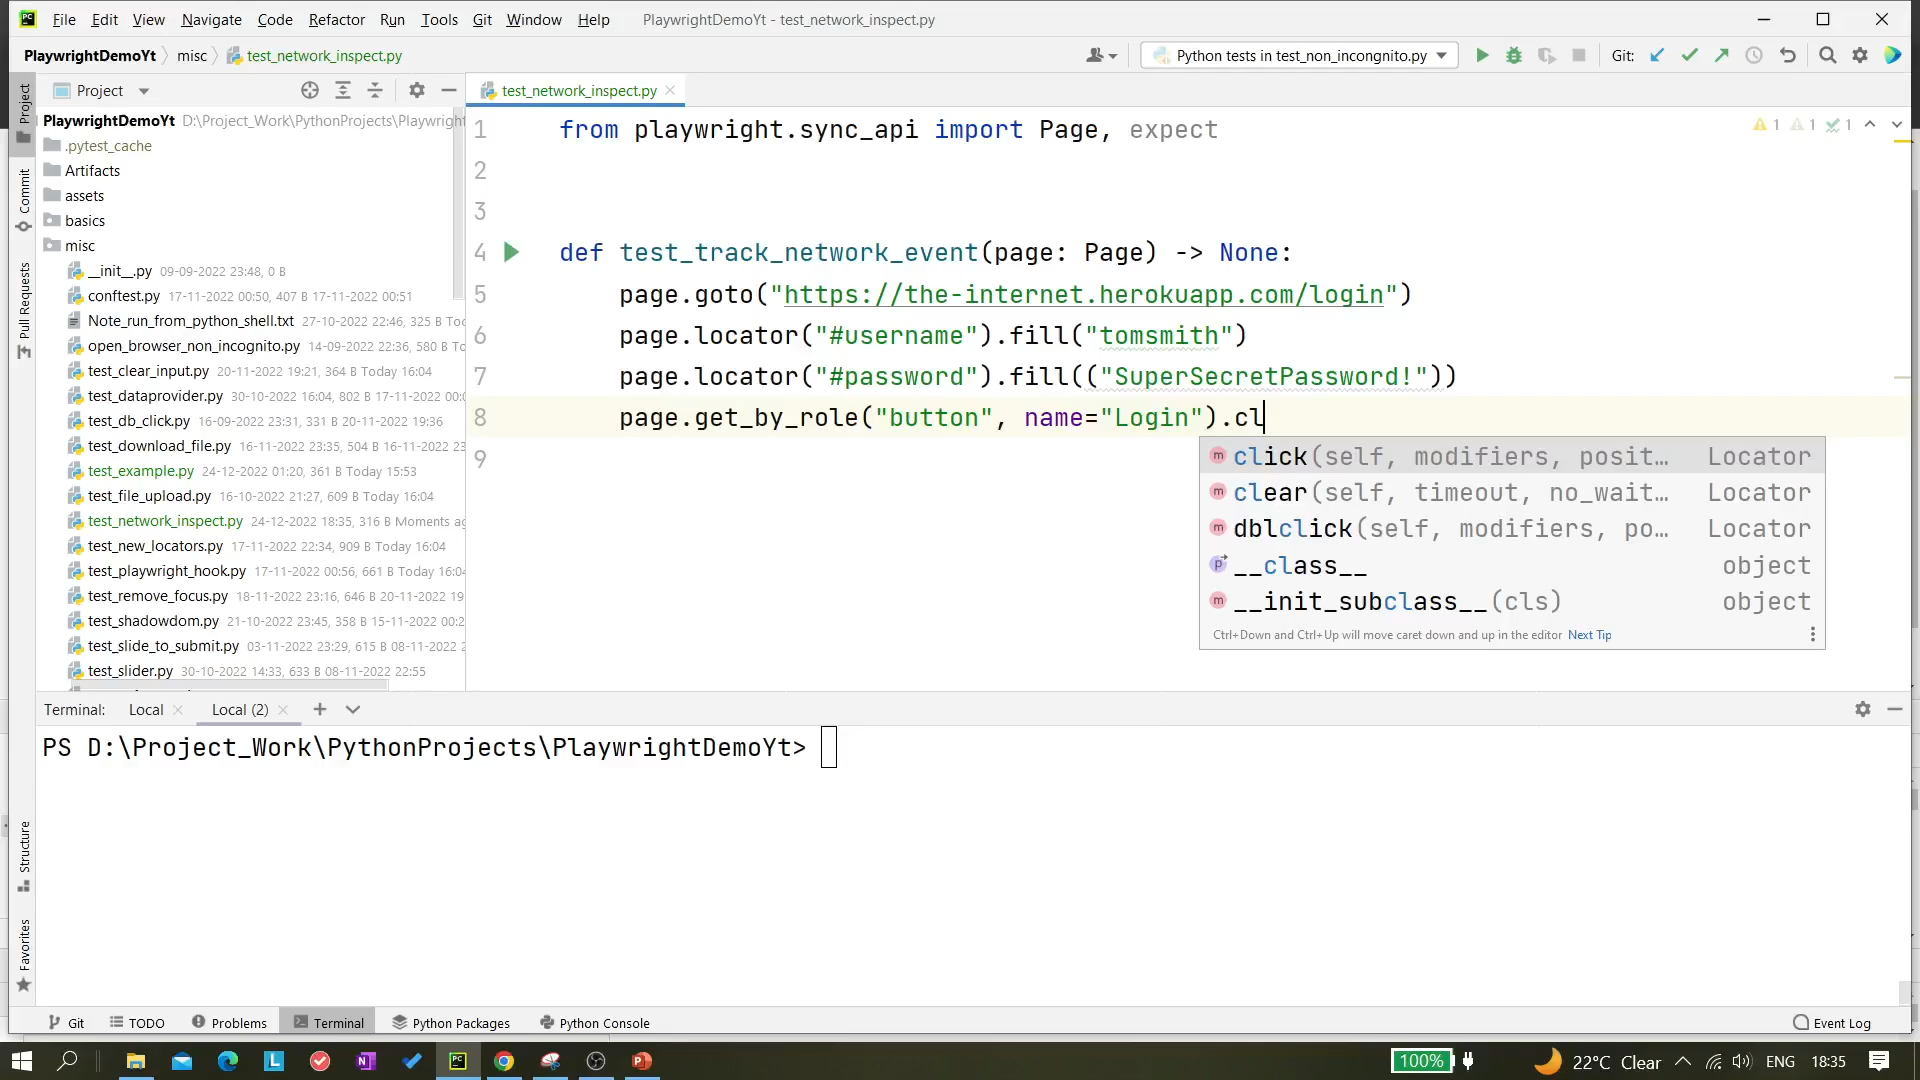 File Edit View Navigate Code Refactor Run Tools Git Window Help PlaywrightDemoYt - test_network_inspect.py
PlaywrightDemoYt misc test_network_inspect.py
Python tests in test_non_incongnito.py
Git:
Project
test_network_inspect.py
PlaywrightDemoYt D:\Project_Work\PythonProjects\Playwright
.pytest_cache
Artifacts
assets
basics
misc
__init__.py 09-09-2022 23:48, 0 B
conftest.py 17-11-2022 00:50, 407 B 17-11-2022 00:51
Note_run_from_python_shell.txt 27-10-2022 22:46, 325 B
open_browser_non_incognito.py 14-09-2022 22:36, 580 B
test_clear_input.py 20-11-2022 19:21, 364 B Today 16:04
test_dataprovider.py 30-10-2022 16:04, 802 B 17-11-2022 00:
test_db_click.py 16-09-2022 23:31, 331 B 20-11-2022 19:36
test_download_file.py 16-11-2022 23:35, 504 B 16-11-2022 23
test_example.py 24-12-2022 01:20, 361 B Today 15:53
test_file_upload.py 16-10-2022 21:27, 609 B Today 16:04
test_network_inspect.py 24-12-2022 18:35, 316 B Moments ag
test_new_locators.py 17-11-2022 22:34, 909 B Today 16:04
test_playwright_hook.py 17-11-2022 00:56, 661 B Today 16:04
test_remove_focus.py 18-11-2022 23:16, 646 B 20-11-2022 19
test_shadowdom.py 21-10-2022 23:45, 358 B 15-11-2022 00:2
test_slide_to_submit.py 03-11-2022 23:29, 615 B 08-11-2022 2
test_slider.py 30-10-2022 14:33, 633 B 08-11-2022 22:55
Project
Commit
Pull Requests
Structure
Favorites
1 from playwright.sync_api import Page, expect
2
3
4 def test_track_network_event(page: Page) -> None:
5 page.goto("https://the-internet.herokuapp.com/login")
6 page.locator("#username").fill("tomsmith")
7 page.locator("#password").fill(("SuperSecretPassword!"))
8 page.get_by_role("button", name="Login").cl
9
1 1 1
m click(self, modifiers, posit… Locator
m clear(self, timeout, no_wait… Locator
m dblclick(self, modifiers, po… Locator
p __class__ object
m __init_subclass__(cls) object
Ctrl+Down and Ctrl+Up will move caret down and up in the editor Next Tip
Terminal: Local Local (2)
PS D:\Project_Work\PythonProjects\PlaywrightDemoYt>
Git TODO Problems Terminal Python Packages Python Console Event Log
100% 22°C Clear ENG 18:35